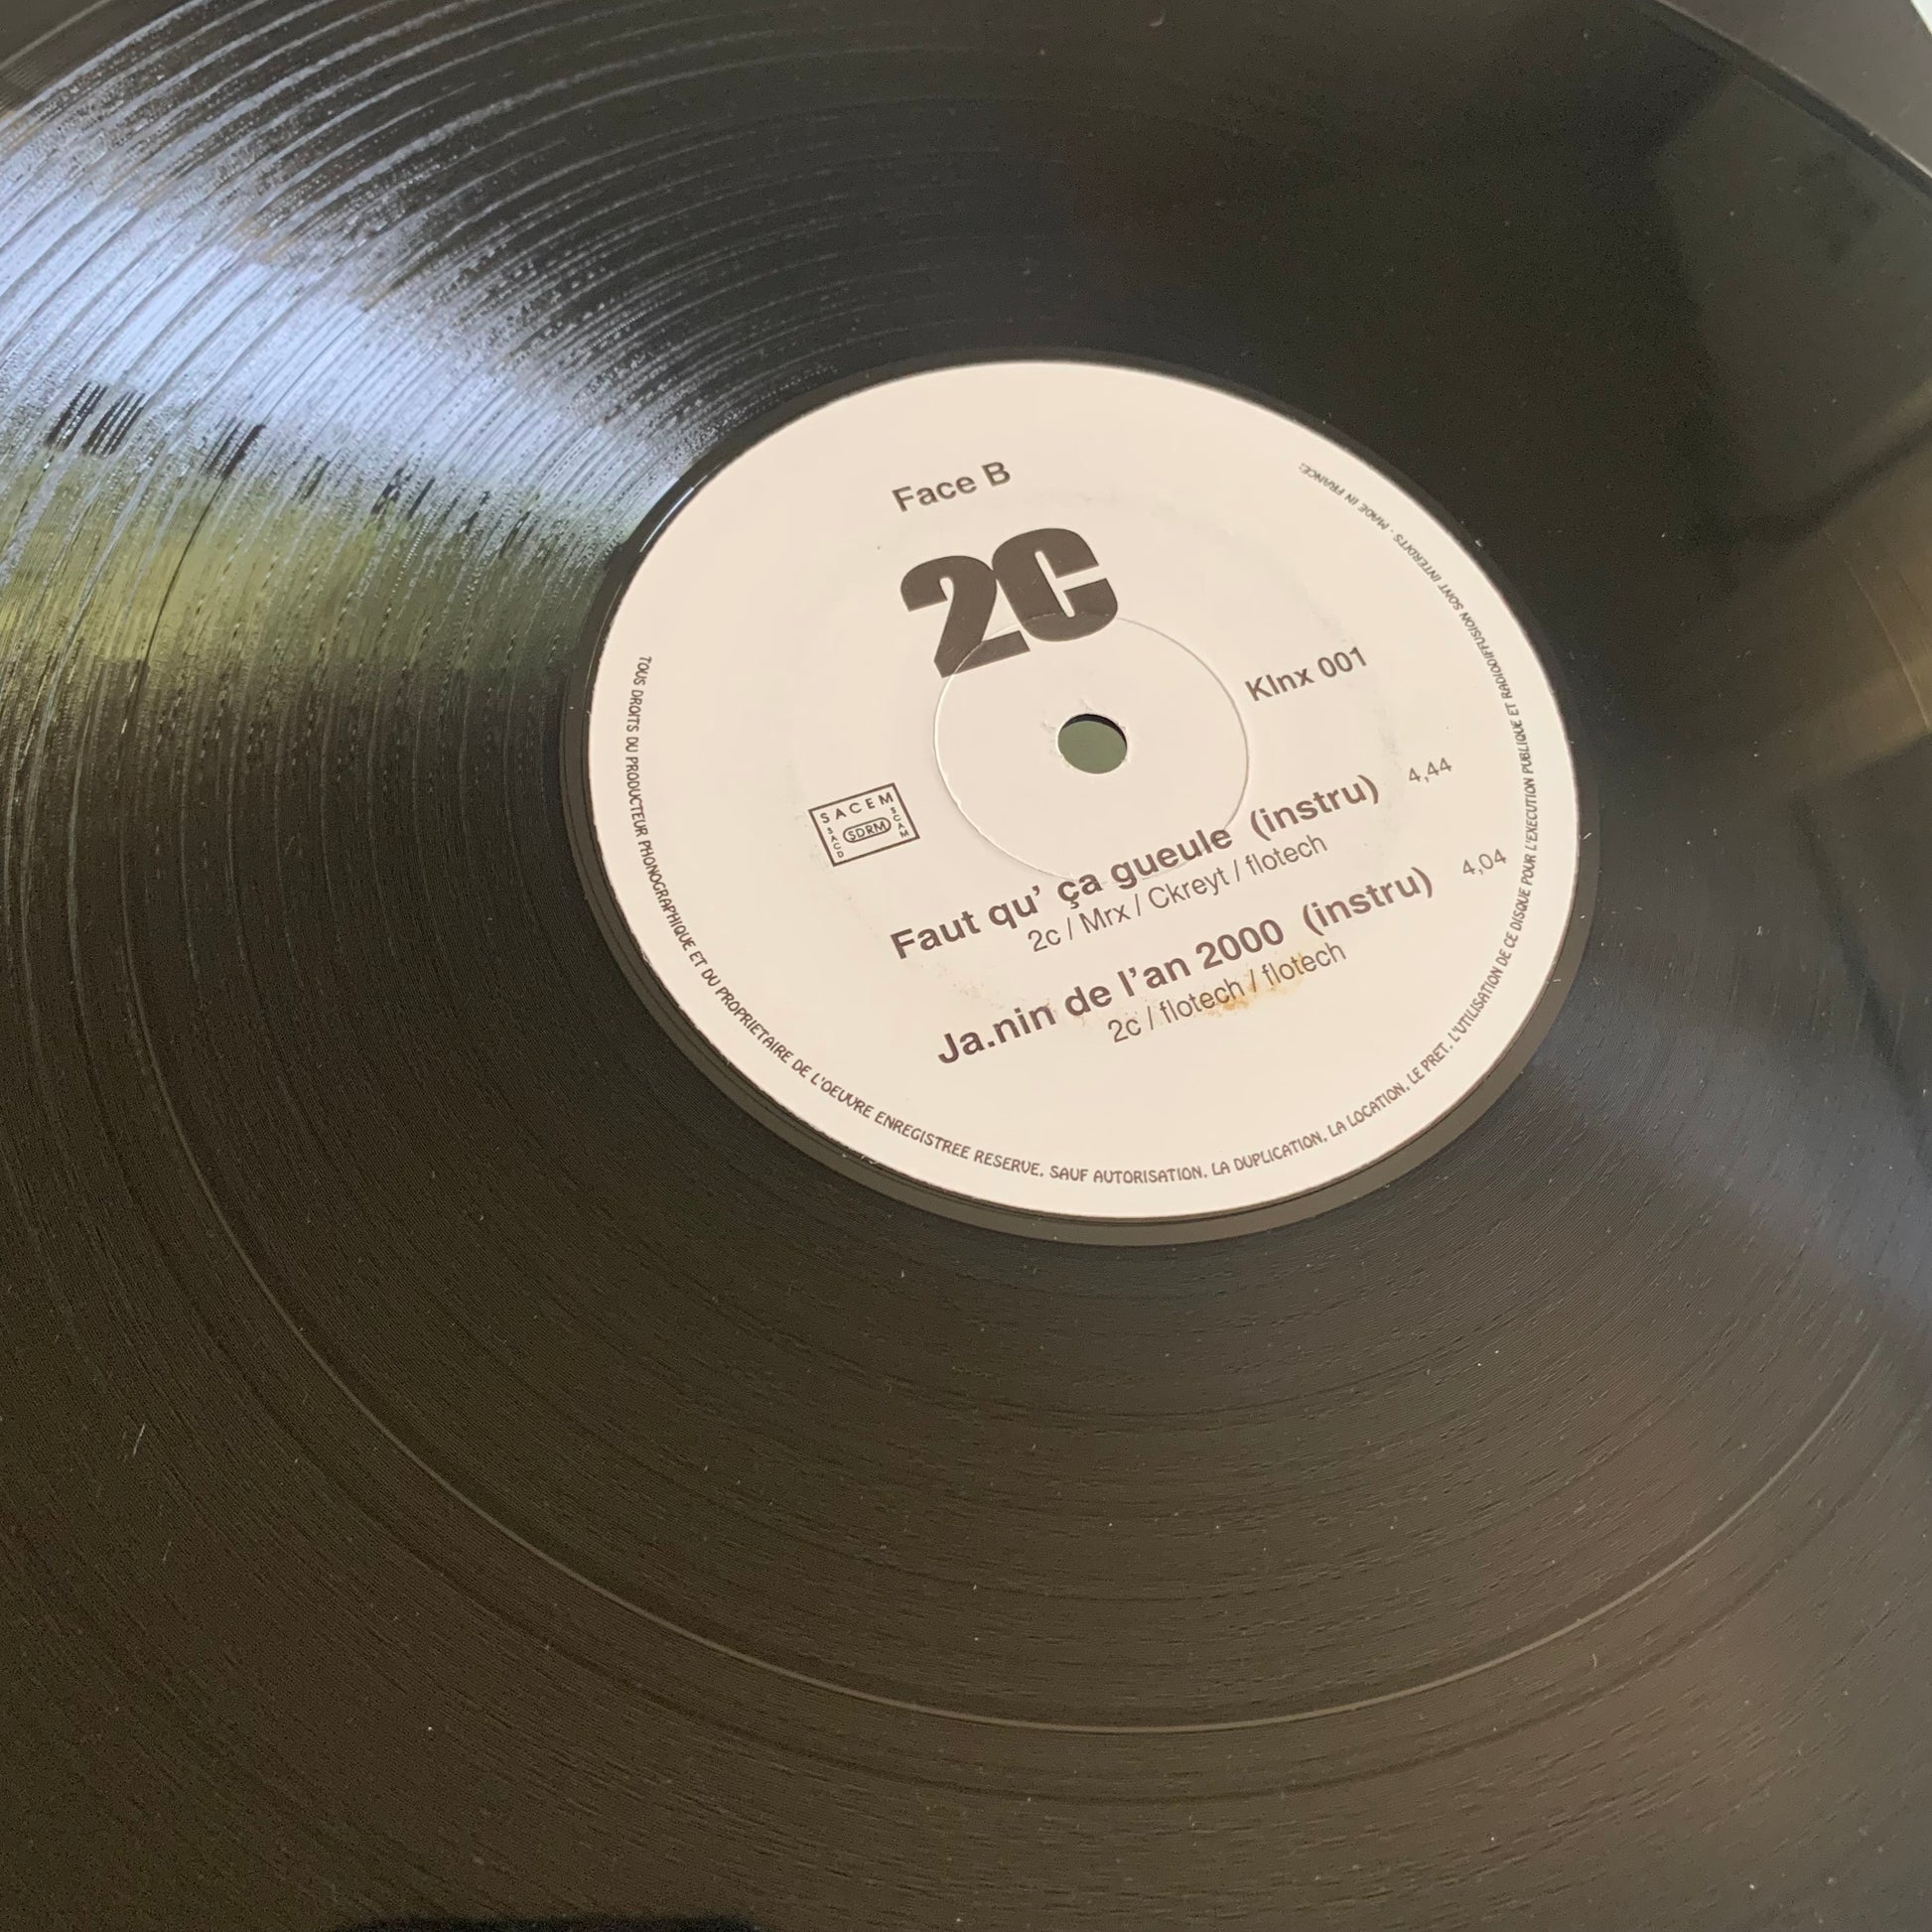 Face B
2C
Klnx 001
SACEM
SACD
SDRM
SCAM
Faut qu' ça gueule (instru) 4,44
2c / Mrx / Ckreyt / flotech
Ja.nin de l'an 2000 (instru) 4,04
2c / flotech / flotech
TOUS DROITS DU PRODUCTEUR PHONOGRAPHIQUE ET DU PROPRIETAIRE DE L'OEUVRE ENREGISTREE RESERVE. SAUF AUTORISATION. LA DUPLICATION. LA LOCATION. LE PRET. L'UTILISATION DE CE DISQUE POUR L'EXECUTION PUBLIQUE ET RADIODIFFUSION SONT INTERDITS - MADE IN FRANCE: